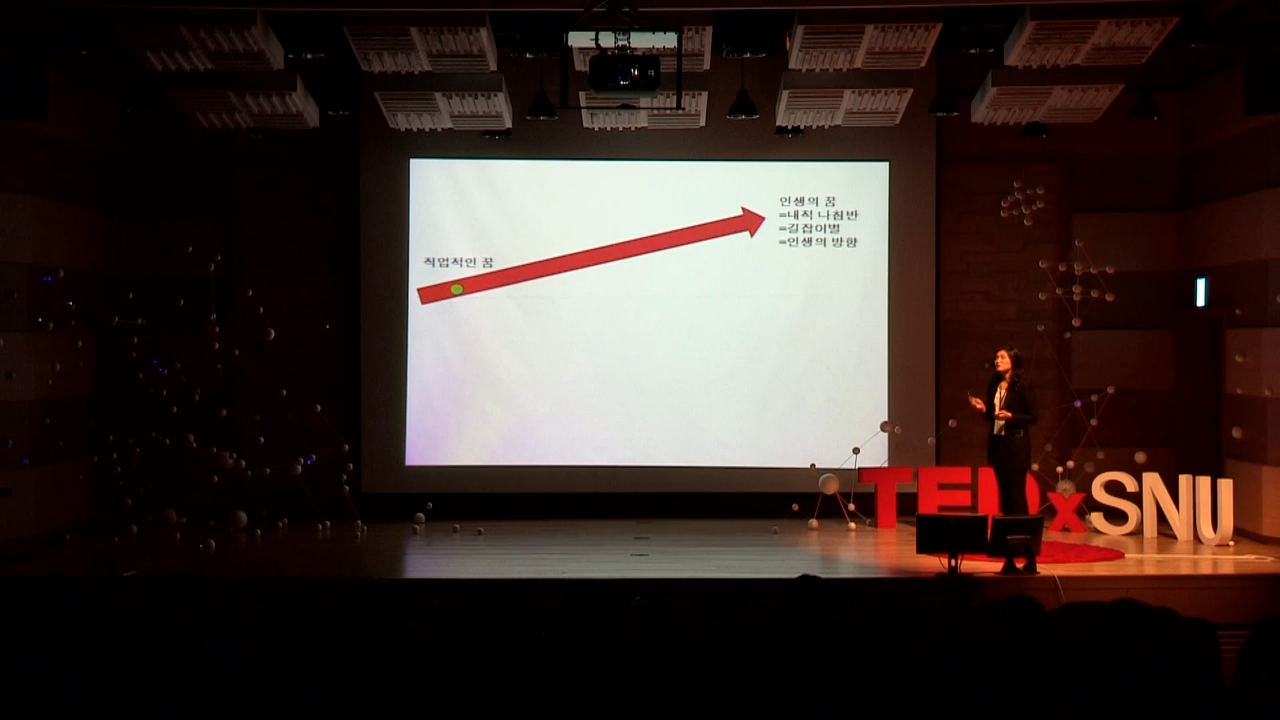 인생의 꿈
=내적 나침반
=길잡이별
=인생의 방향
직업적인 꿈
TEDxSNU